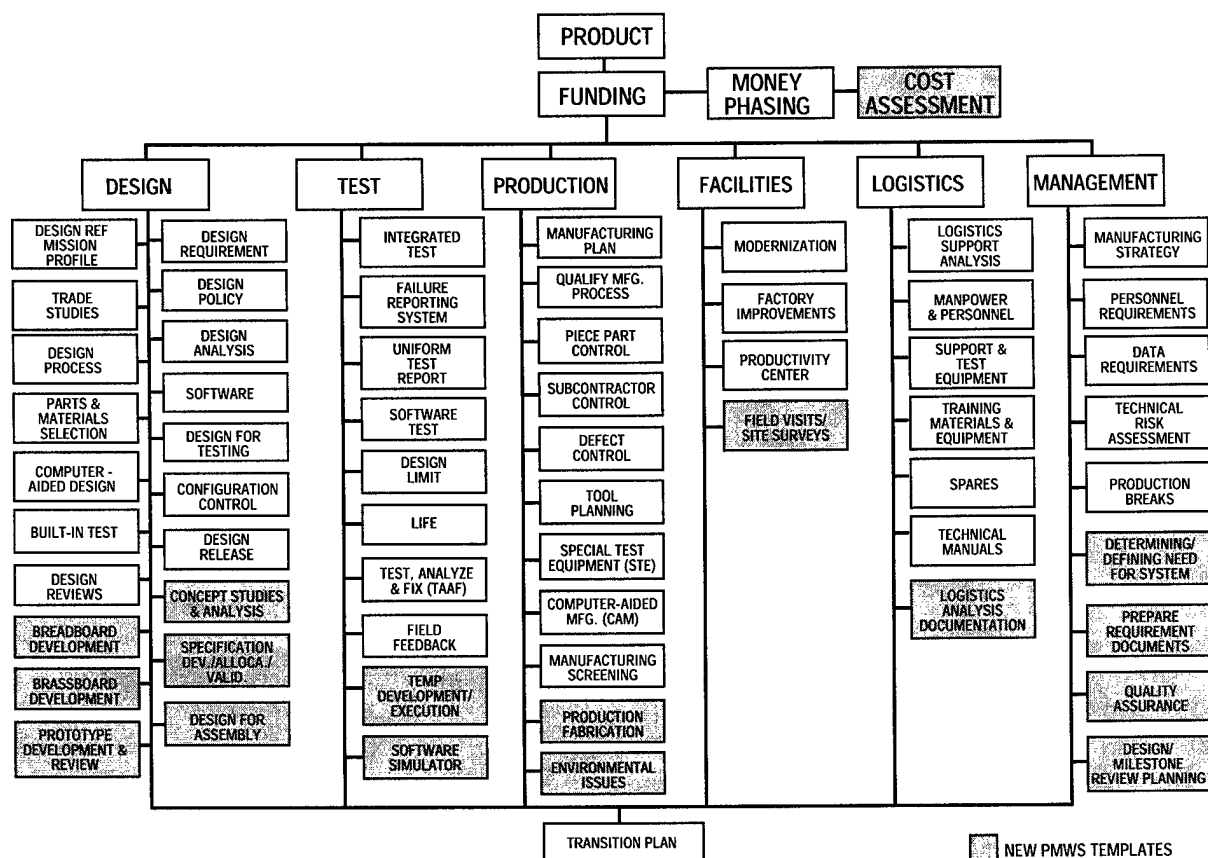 PRODUCT
FUNDING
MONEY
PHASING
COST
ASSESSMENT
DESIGN
TEST
PRODUCTION
FACILITIES
LOGISTICS
MANAGEMENT
DESIGN REF
MISSION
PROFILE
TRADE
STUDIES
DESIGN
PROCESS
PARTS &
MATERIALS
SELECTION
COMPUTER -
AIDED DESIGN
BUILT-IN TEST
DESIGN
REVIEWS
BREADBOARD
DEVELOPMENT
BRASSBOARD
DEVELOPMENT
PROTOTYPE
DEVELOPMENT &
REVIEW
DESIGN
REQUIREMENT
DESIGN
POLICY
DESIGN
ANALYSIS
SOFTWARE
DESIGN FOR
TESTING
CONFIGURATION
CONTROL
DESIGN
RELEASE
CONCEPT STUDIES
& ANALYSIS
SPECIFICATION
DEV./ALLOCA./
VALID.
DESIGN FOR
ASSEMBLY
INTEGRATED
TEST
FAILURE
REPORTING
SYSTEM
UNIFORM
TEST
REPORT
SOFTWARE
TEST
DESIGN
LIMIT
LIFE
TEST, ANALYZE
& FIX (TAAF)
FIELD
FEEDBACK
TEMP
DEVELOPMENT/
EXECUTION
SOFTWARE
SIMULATOR
MANUFACTURING
PLAN
QUALIFY MFG.
PROCESS
PIECE PART
CONTROL
SUBCONTRACTOR
CONTROL
DEFECT
CONTROL
TOOL
PLANNING
SPECIAL TEST
EQUIPMENT (STE)
COMPUTER-AIDED
MFG. (CAM)
MANUFACTURING
SCREENING
PRODUCTION
FABRICATION
ENVIRONMENTAL
ISSUES
MODERNIZATION
FACTORY
IMPROVEMENTS
PRODUCTIVITY
CENTER
FIELD VISITS/
SITE SURVEYS
LOGISTICS
SUPPORT
ANALYSIS
MANPOWER
& PERSONNEL
SUPPORT &
TEST
EQUIPMENT
TRAINING
MATERIALS &
EQUIPMENT
SPARES
TECHNICAL
MANUALS
LOGISTICS
ANALYSIS
DOCUMENTATION
MANUFACTURING
STRATEGY
PERSONNEL
REQUIREMENTS
DATA
REQUIREMENTS
TECHNICAL
RISK
ASSESSMENT
PRODUCTION
BREAKS
DETERMINING/
DEFINING NEED
FOR SYSTEM
PREPARE
REQUIREMENT
DOCUMENTS
QUALITY
ASSURANCE
DESIGN/
MILESTONE
REVIEW PLANNING
TRANSITION PLAN
NEW PMWS TEMPLATES